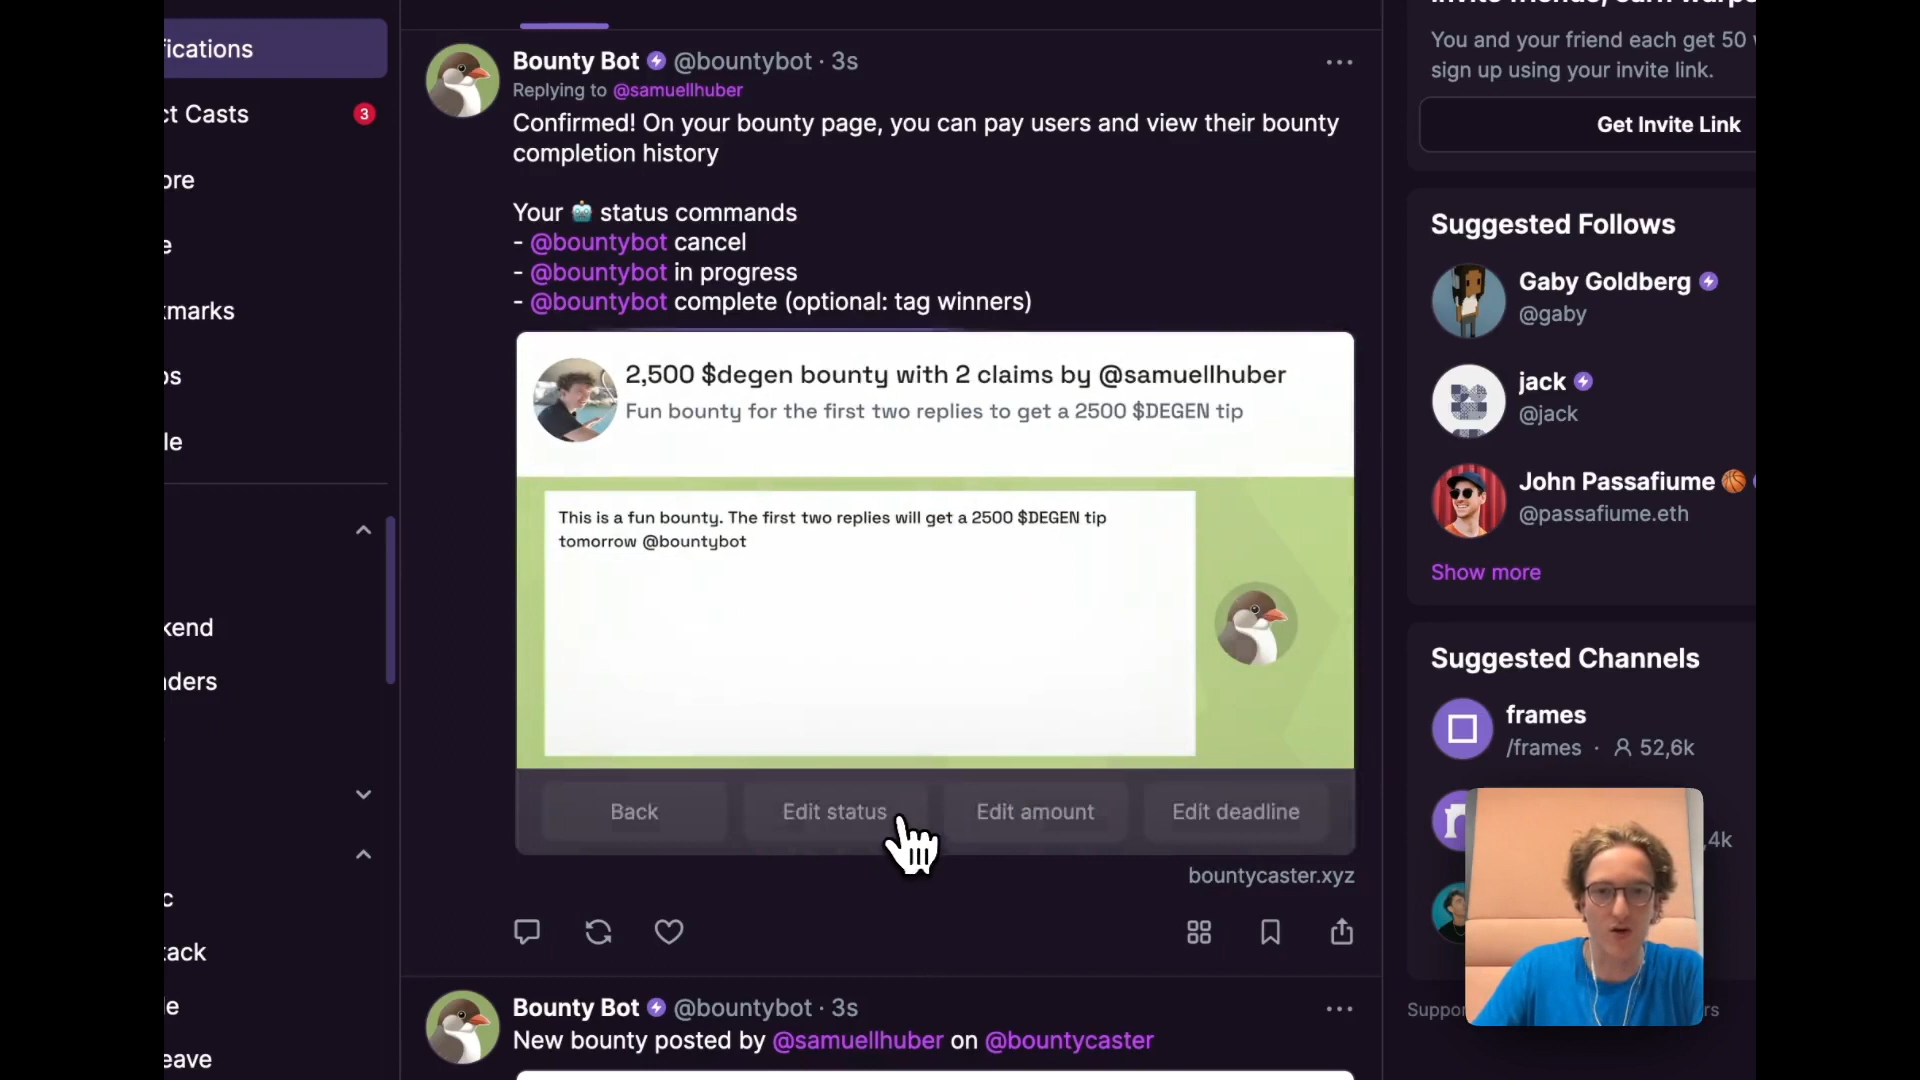 ications
ct Casts
3
ore
e
kmarks
os
le
kend
nders
c
tack
le
eave
Bounty Bot @bountybot · 3s
Replying to @samuellhuber
Confirmed! On your bounty page, you can pay users and view their bounty
completion history
Your 🤖 status commands
- @bountybot cancel
- @bountybot in progress
- @bountybot complete (optional: tag winners)
2,500 $degen bounty with 2 claims by @samuellhuber
Fun bounty for the first two replies to get a 2500 $DEGEN tip
This is a fun bounty. The first two replies will get a 2500 $DEGEN tip
tomorrow @bountybot
Back
Edit status
Edit amount
Edit deadline
bountycaster.xyz
Bounty Bot @bountybot · 3s
New bounty posted by @samuellhuber on @bountycaster
You and your friend each get 50
sign up using your invite link.
Get Invite Link
Suggested Follows
Gaby Goldberg
@gaby
jack
@jack
John Passafiume 🏀
@passafiume.eth
Show more
Suggested Channels
frames
/frames · 52,6k
,4k
Suppor
rs